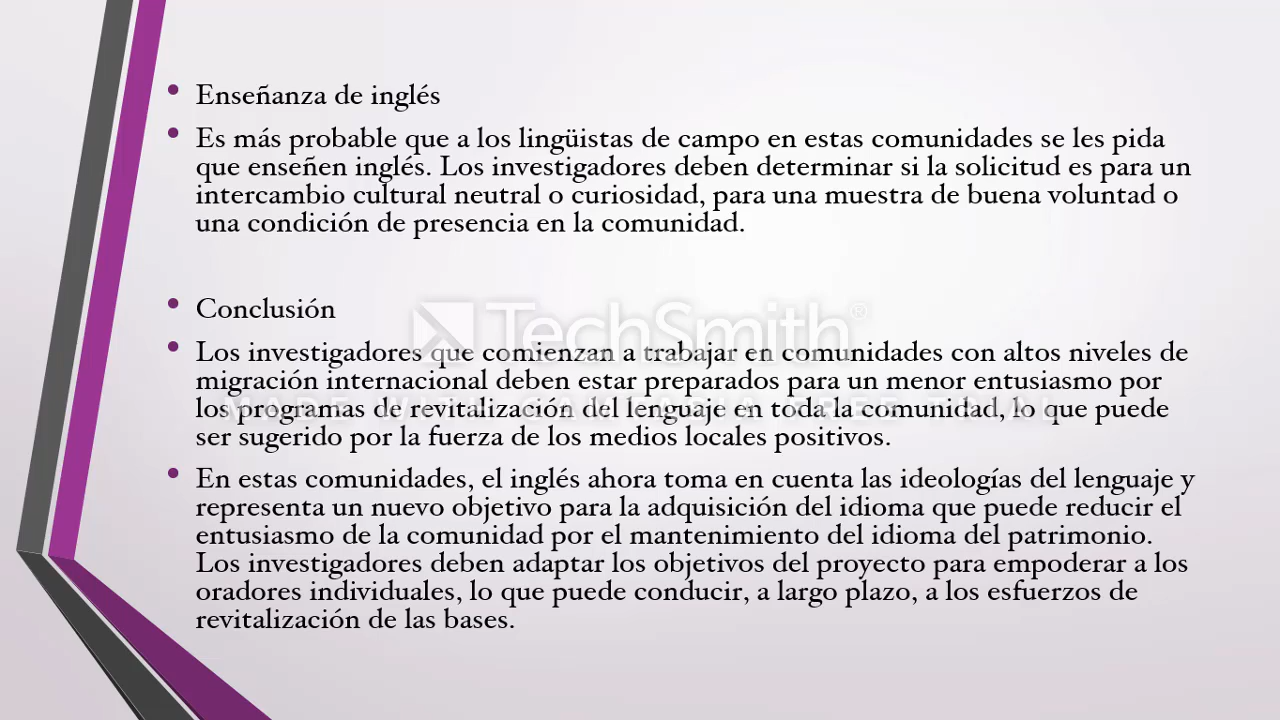 Enseñanza de inglés
Es más probable que a los lingüistas de campo en estas comunidades se les pida
que enseñen inglés. Los investigadores deben determinar si la solicitud es para un
intercambio cultural neutral o curiosidad, para una muestra de buena voluntad o
una condición de presencia en la comunidad.
Conclusión
TechSmith®
Los investigadores que comienzan a trabajar en comunidades con altos niveles de
migración internacional deben estar preparados para un menor entusiasmo por
los programas de revitalización del lenguaje en toda la comunidad, lo que puede
MADE WITH CAMTASIA FREE TRIAL
ser sugerido por la fuerza de los medios locales positivos.
En estas comunidades, el inglés ahora toma en cuenta las ideologías del lenguaje y
representa un nuevo objetivo para la adquisición del idioma que puede reducir el
entusiasmo de la comunidad por el mantenimiento del idioma del patrimonio.
Los investigadores deben adaptar los objetivos del proyecto para empoderar a los
oradores individuales, lo que puede conducir, a largo plazo, a los esfuerzos de
revitalización de las bases.